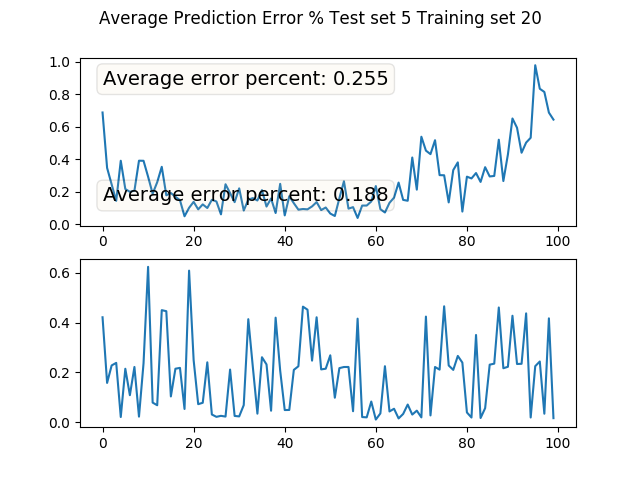 Average Prediction Error % Test set 5 Training set 20
1.0
Average error percent: 0.255
0.8
0.6
0.4
0.2
Average error percent: 0.188
0.0
0 20 40 60 80 100
0.6
0.4
0.2
0.0
0 20 40 60 80 100